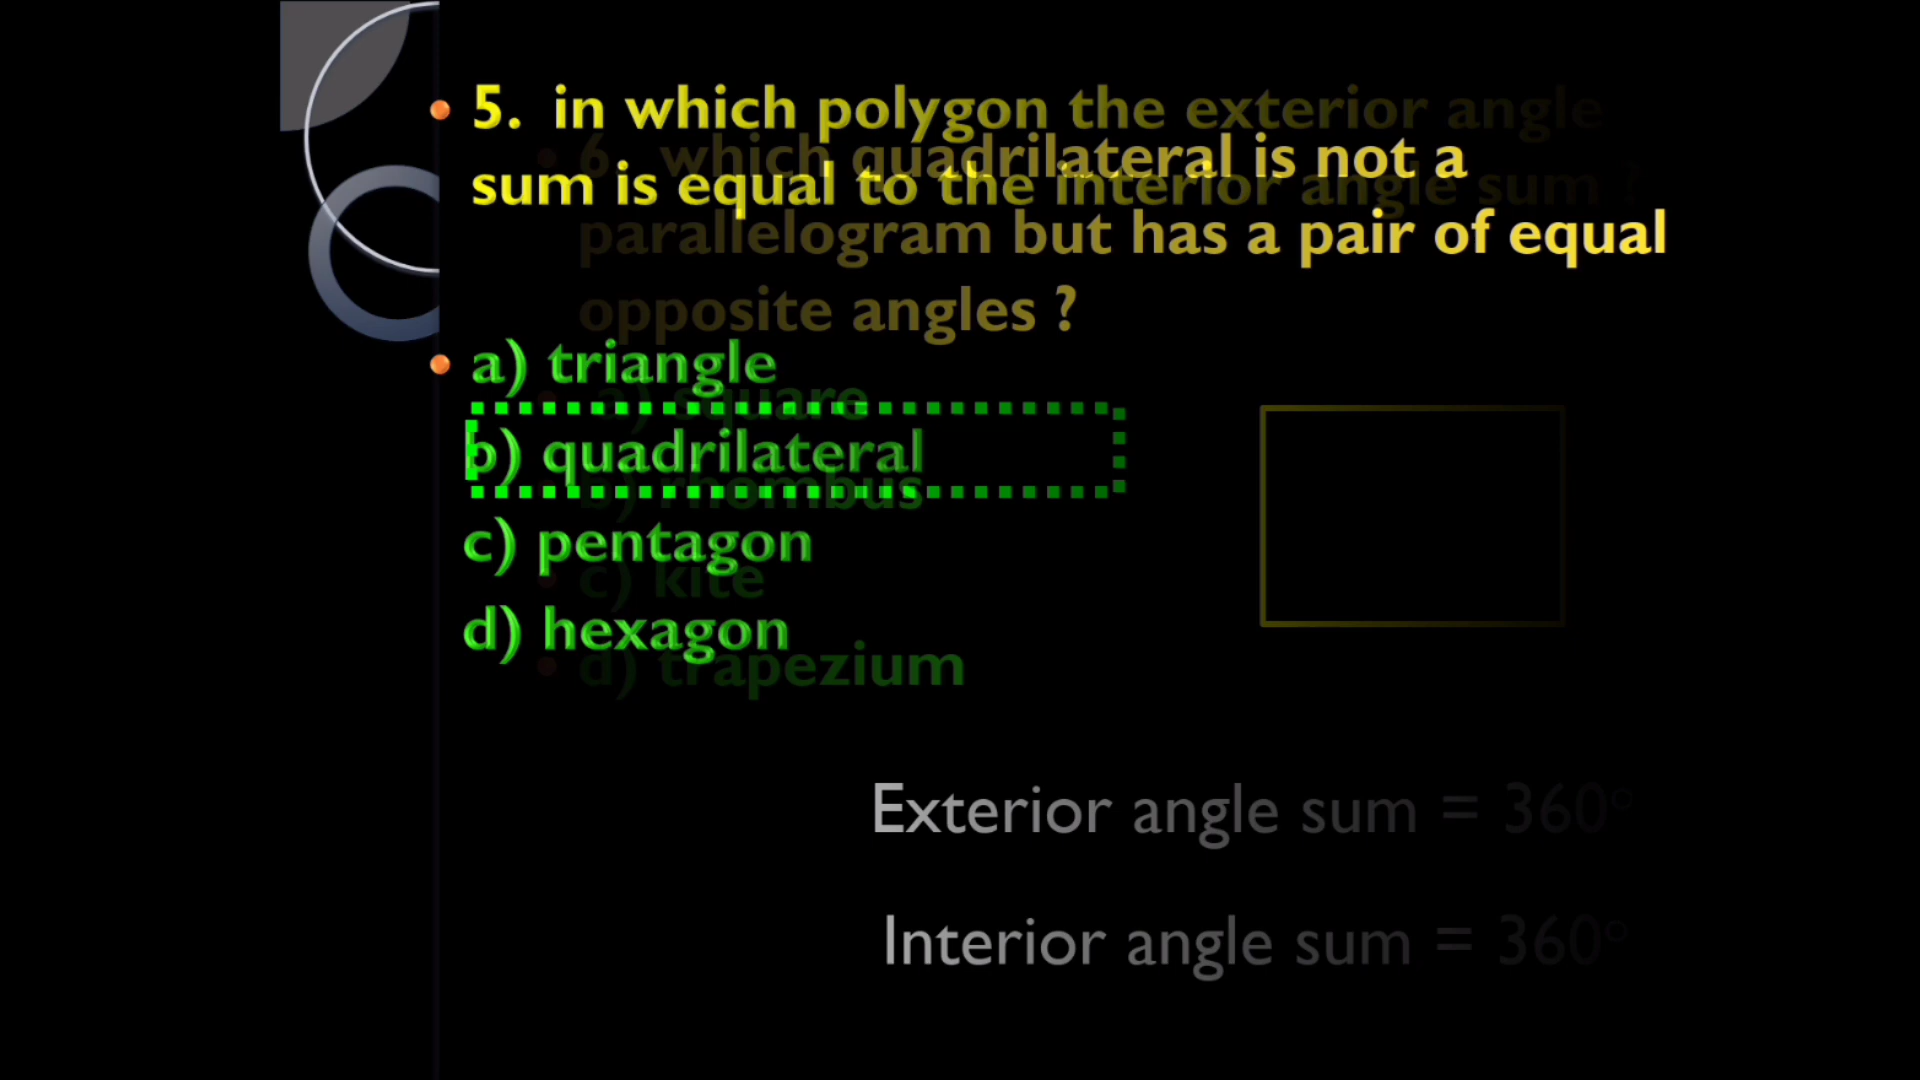 5. in which polygon the exterior angle
sum is equal to the interior angle sum ?
a) triangle
b) quadrilateral
c) pentagon
d) hexagon
Exterior angle sum = 360°
Interior angle sum = 360°
6. which quadrilateral is not a
parallelogram but has a pair of equal
opposite angles ?
a) square
b) rhombus
c) kite
d) trapezium